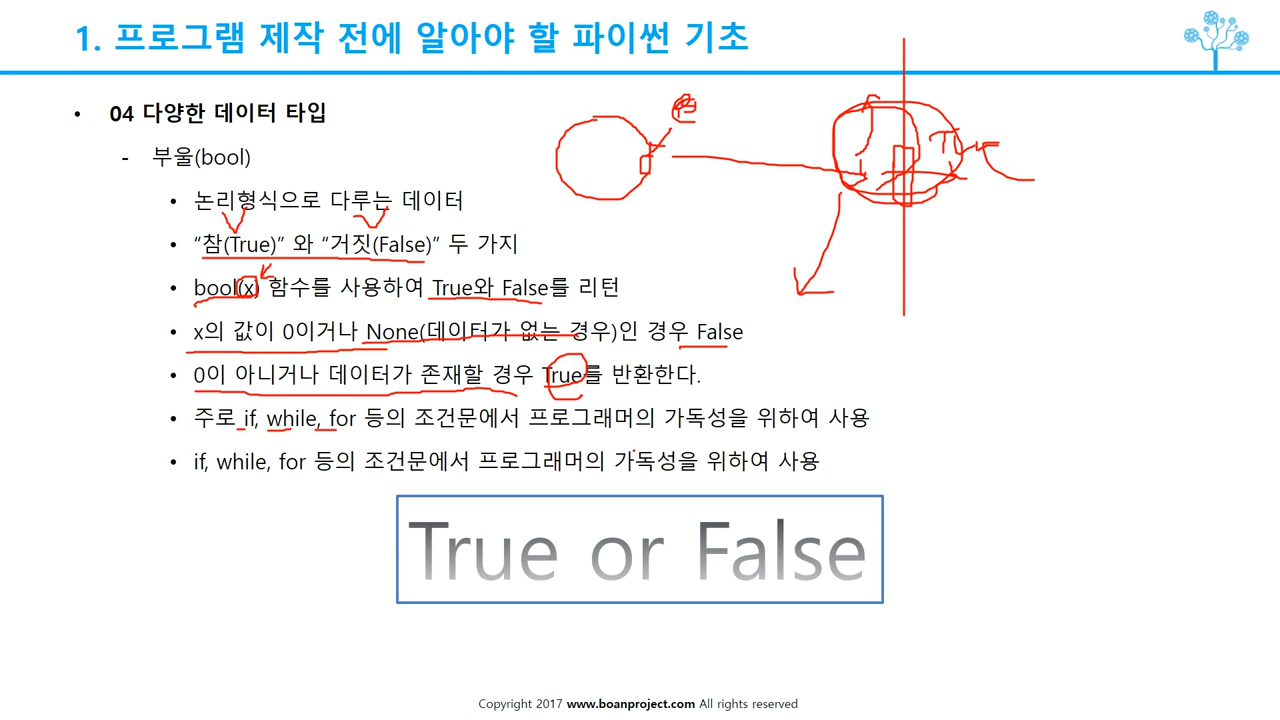 1. 프로그램 제작 전에 알아야 할 파이썬 기초
• 04 다양한 데이터 타입
- 부울(bool)
• 논리형식으로 다루는 데이터
• “참(True)” 와 “거짓(False)” 두 가지
• bool(x) 함수를 사용하여 True와 False를 리턴
• x의 값이 0이거나 None(데이터가 없는 경우)인 경우 False
• 0이 아니거나 데이터가 존재할 경우 True를 반환한다.
• 주로 if, while, for 등의 조건문에서 프로그래머의 가독성을 위하여 사용
• if, while, for 등의 조건문에서 프로그래머의 가독성을 위하여 사용
True or False
Copyright 2017 www.boanproject.com All rights reserved